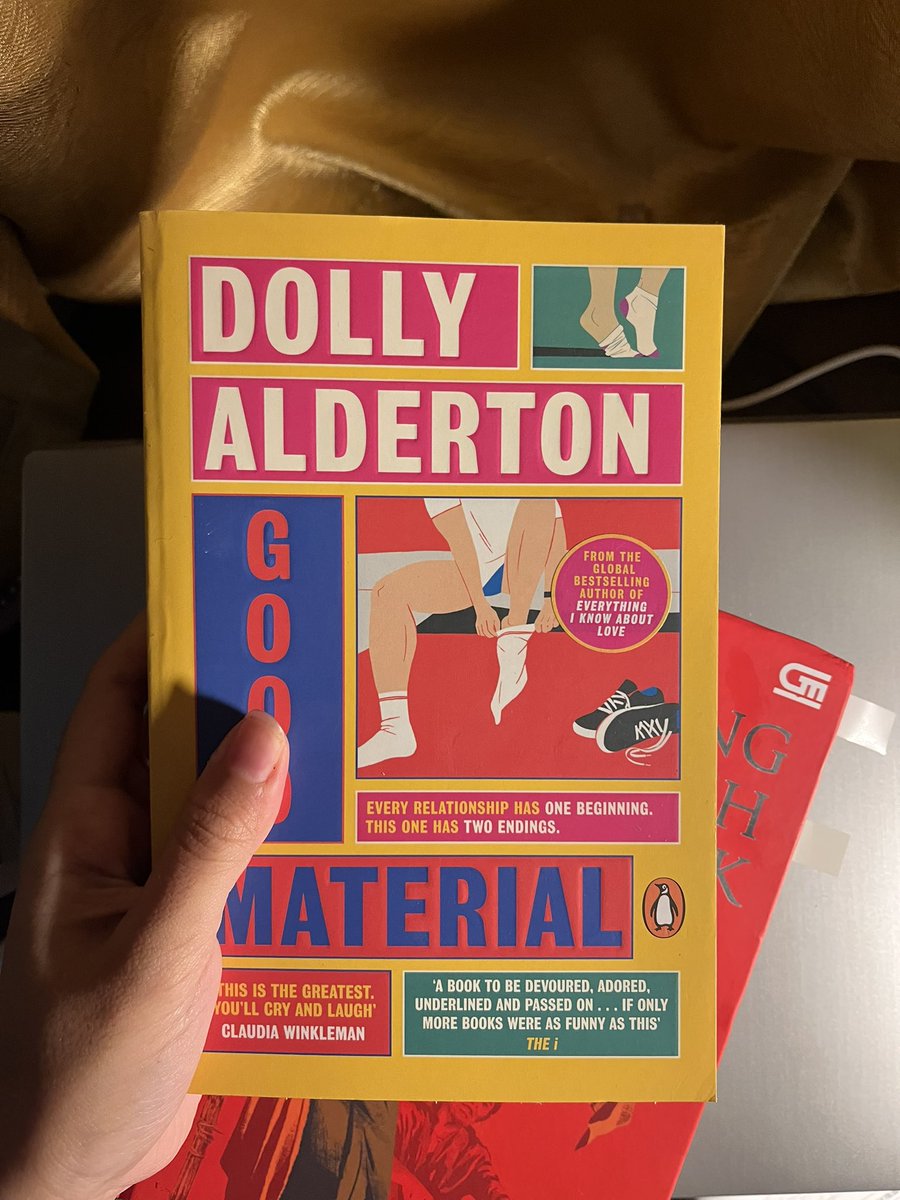 DOLLY
ALDERTON
GOO
FROM THE
GLOBAL
BESTSELLING
AUTHOR OF
EVERYTHING
I KNOW ABOUT
LOVE
EVERY RELATIONSHIP HAS ONE BEGINNING.
THIS ONE HAS TWO ENDINGS.
MATERIAL
THIS IS THE GREATEST.
YOU'LL CRY AND LAUGH'
CLAUDIA WINKLEMAN
'A BOOK TO BE DEVOURED, ADORED,
UNDERLINED AND PASSED ON . . . IF ONLY
MORE BOOKS WERE AS FUNNY AS THIS'
THE i
NG
H
K